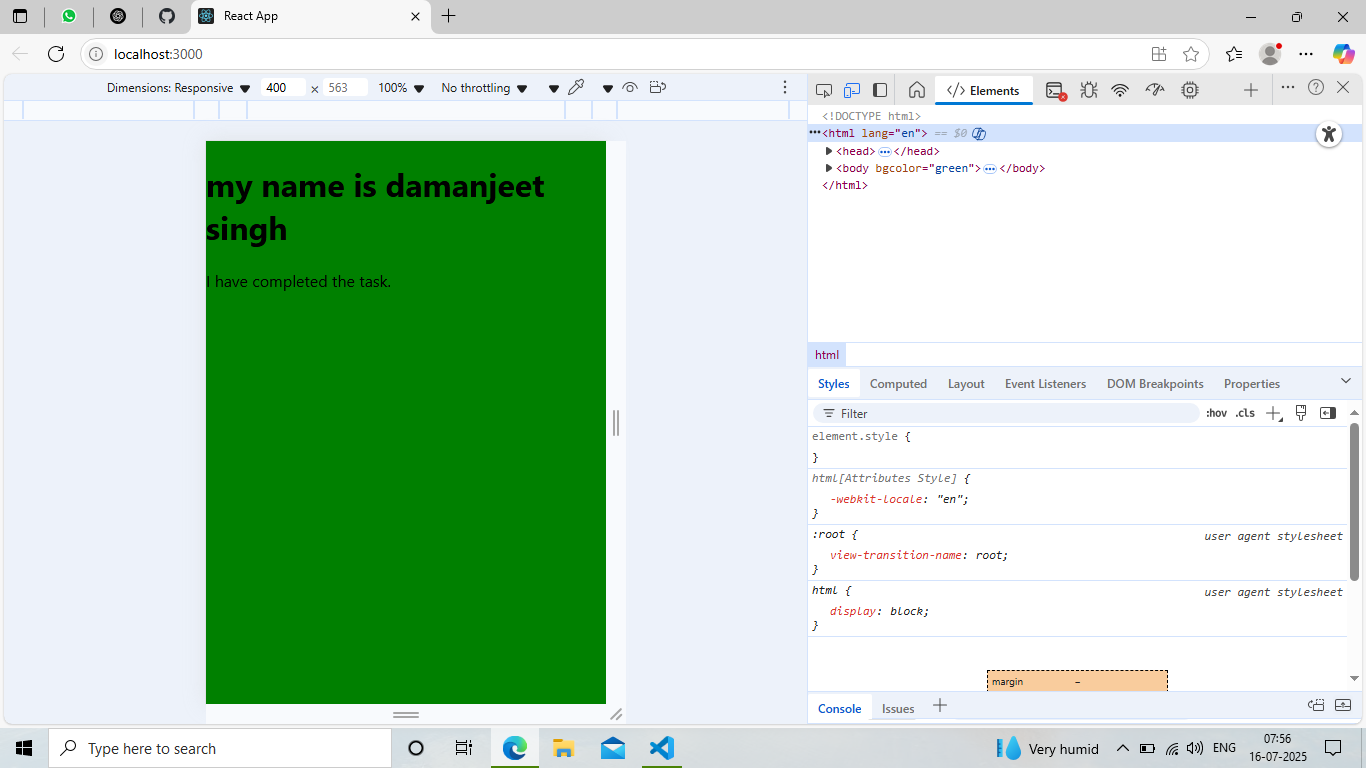 React App
localhost:3000
Dimensions: Responsive 400 × 563 100% No throttling
Elements
<!DOCTYPE html>
<html lang="en"> == $0
<head> </head>
<body bgcolor="green"> </body>
</html>
my name is damanjeet
singh
I have completed the task.
html
Styles Computed Layout Event Listeners DOM Breakpoints Properties
Filter :hov .cls
element.style {
}
html[Attributes Style] {
-webkit-locale: "en";
}
:root { user agent stylesheet
view-transition-name: root;
}
html { user agent stylesheet
display: block;
}
margin –
Console Issues
Type here to search
Very humid
ENG
07:56
16-07-2025